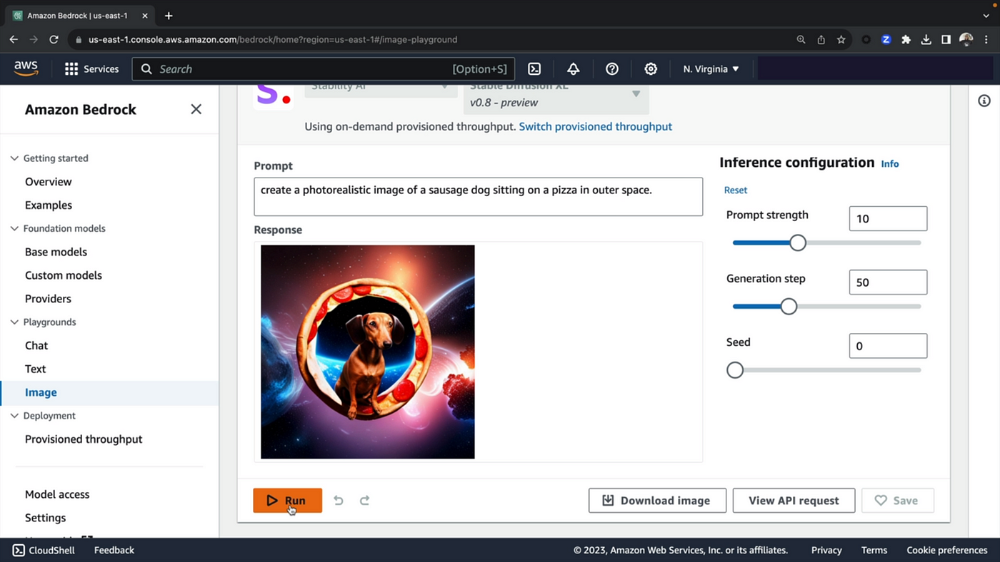 Amazon Bedrock | us-east-1
us-east-1.console.aws.amazon.com/bedrock/home?region=us-east-1#/image-playground
aws
Services
Search
[Option+S]
N. Virginia
Amazon Bedrock
Getting started
Overview
Examples
Foundation models
Base models
Custom models
Providers
Playgrounds
Chat
Text
Image
Deployment
Provisioned throughput
Model access
Settings
S.
Stability AI
Stable Diffusion XL
v0.8 - preview
Using on-demand provisioned throughput. Switch provisioned throughput
Prompt
create a photorealistic image of a sausage dog sitting on a pizza in outer space.
Response
Inference configuration Info
Reset
Prompt strength
10
Generation step
50
Seed
0
Run
Download image
View API request
Save
CloudShell
Feedback
© 2023, Amazon Web Services, Inc. or its affiliates.
Privacy
Terms
Cookie preferences